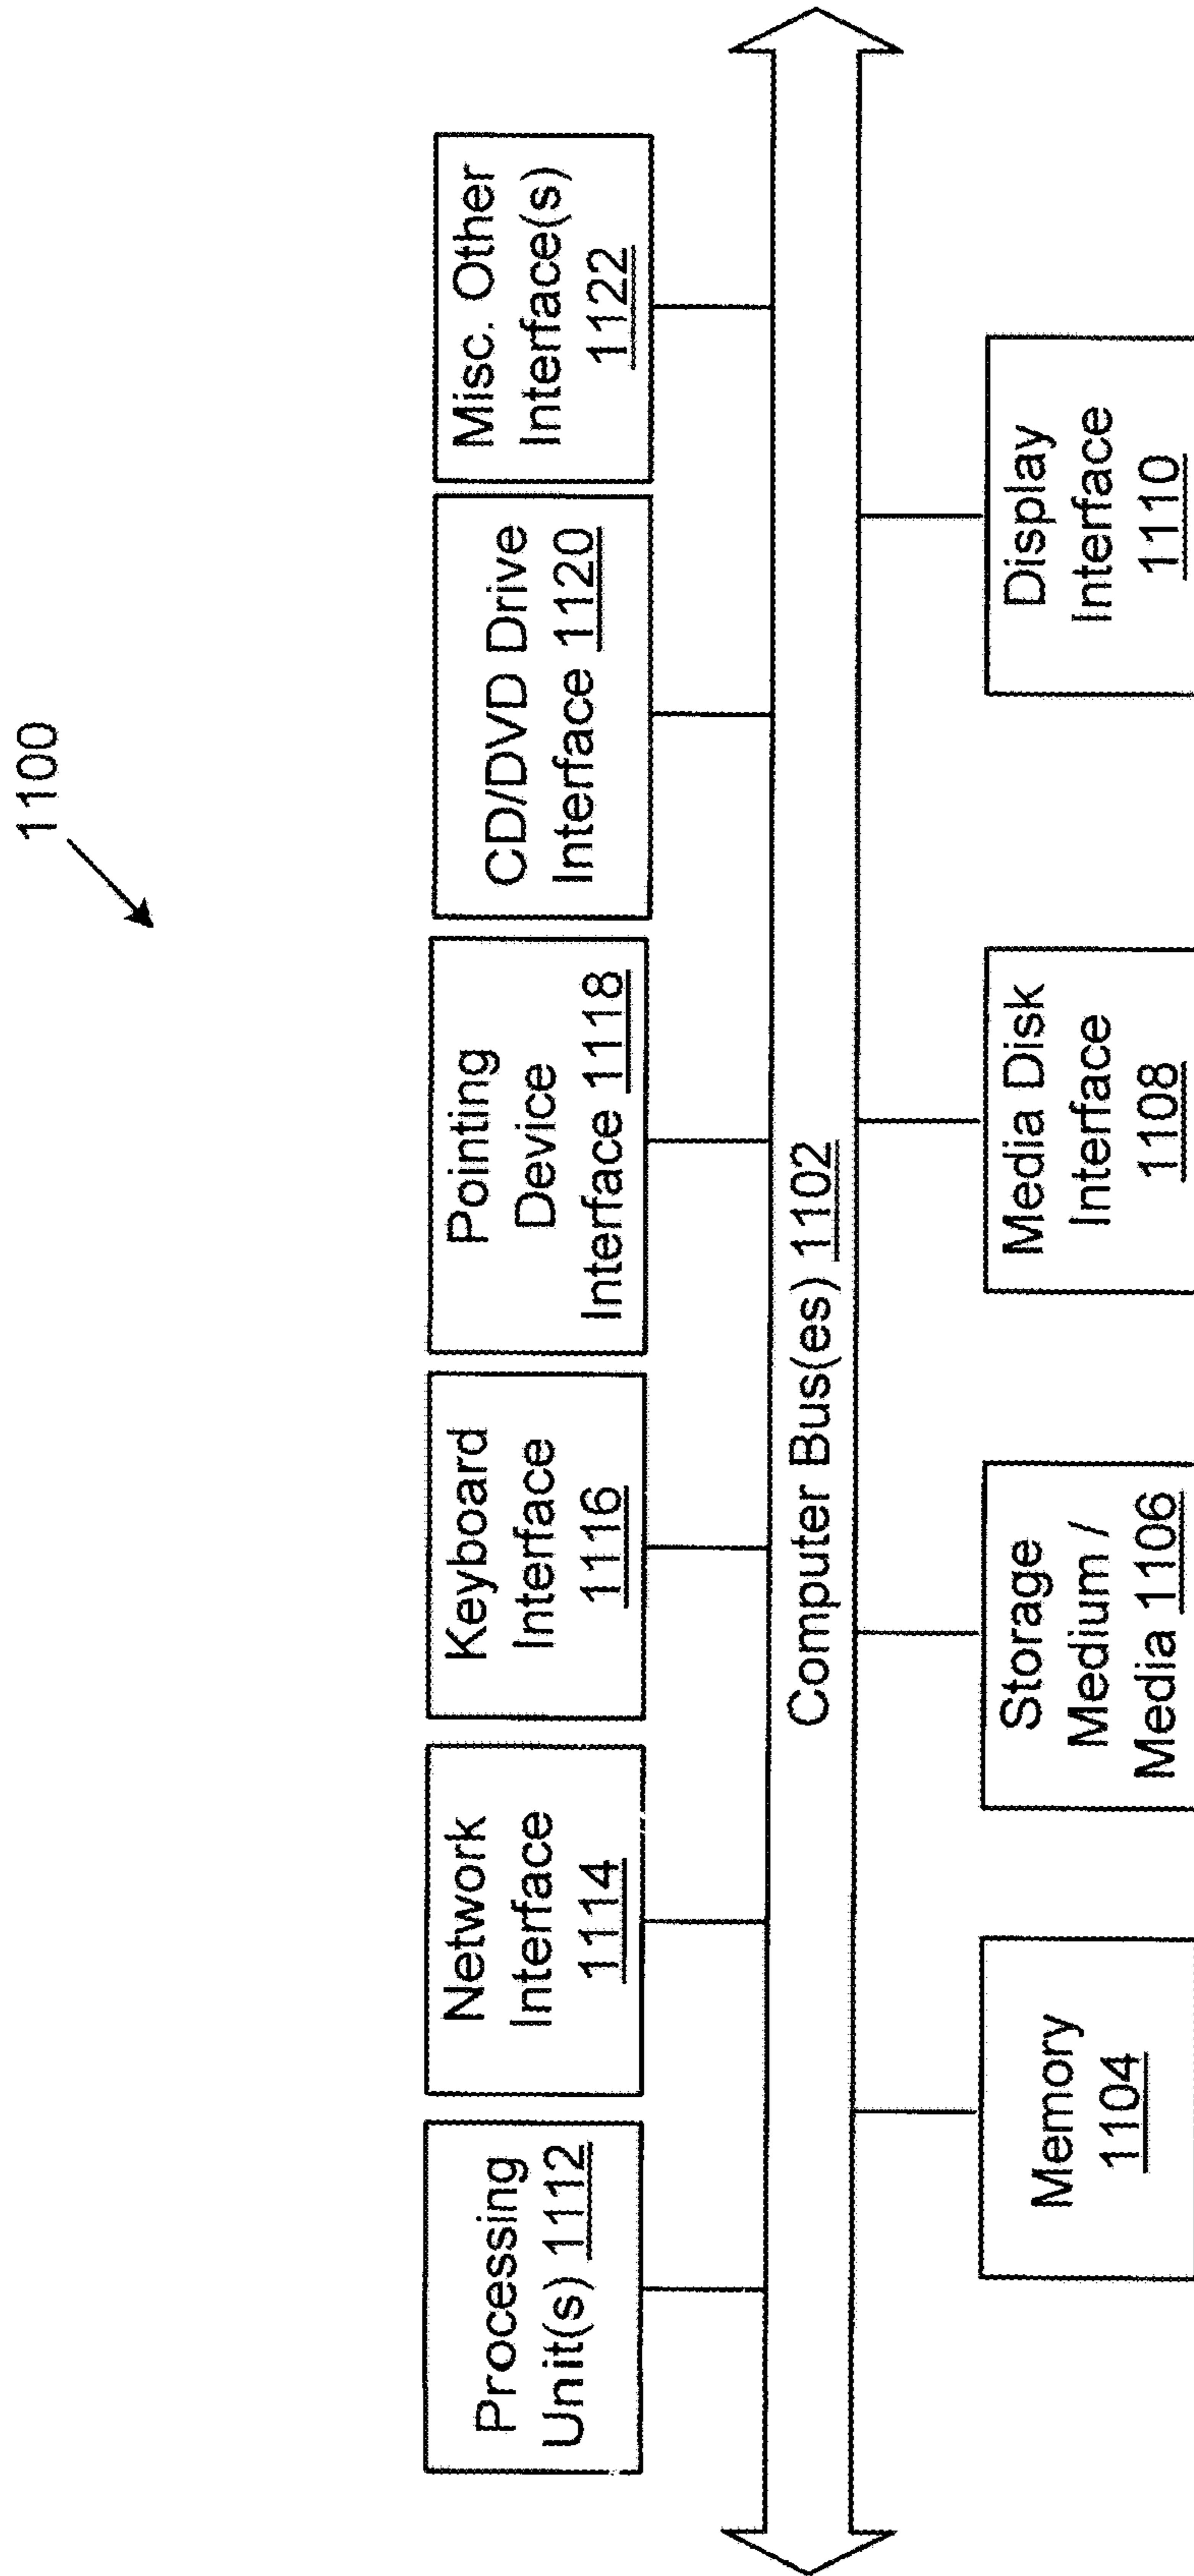 1100
Processing
Unit(s) 1112
Network
Interface
1114
Keyboard
Interface
1116
Pointing
Device
Interface 1118
CD/DVD Drive
Interface 1120
Misc. Other
Interface(s)
1122
Computer Bus(es) 1102
Memory
1104
Storage
Medium /
Media 1106
Media Disk
Interface
1108
Display
Interface
1110